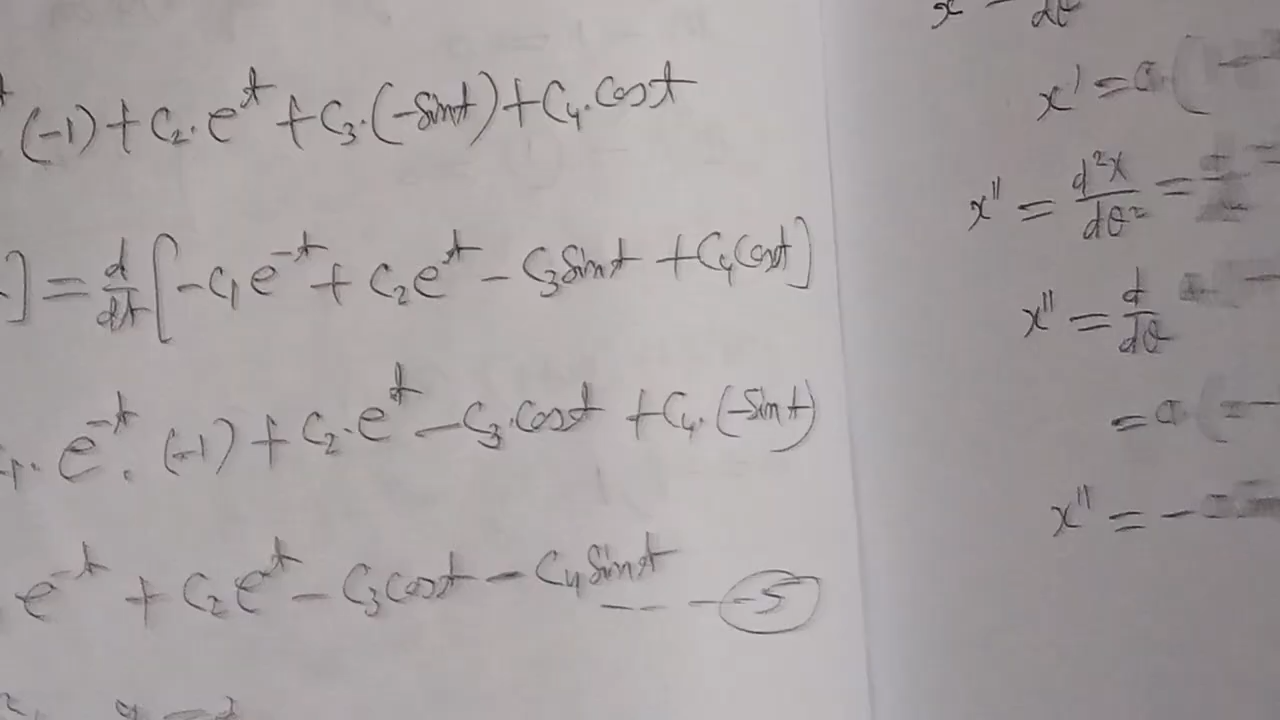 (-1) + C₂.eᵗ + C₃.(-Sint) + C₄.Cost
] = d/dt [-C₁e⁻ᵗ + C₂eᵗ - C₃Sint + C₄Cost]
. e⁻ᵗ. (-1) + C₂.eᵗ - C₃.Cost + C₄.(-Sint)
e⁻ᵗ + C₂eᵗ - C₃Cost - C₄Sint --- 5
x' = a(
x'' = d²x/dθ² =
x'' = d/dθ
= a(
x'' = -